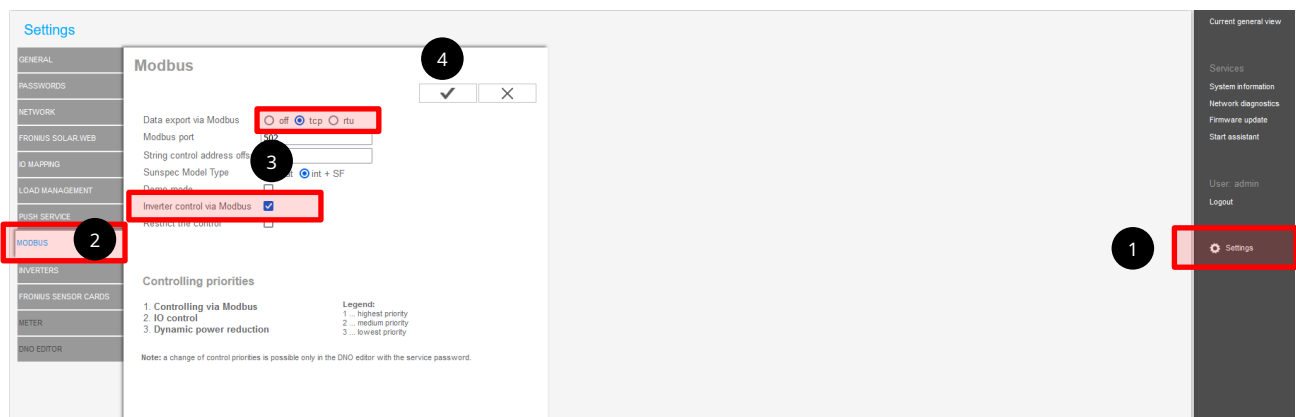 Settings
GENERAL
PASSWORDS
NETWORK
FRONIUS SOLAR.WEB
IO MAPPING
LOAD MANAGEMENT
PUSH SERVICE
MODBUS
2
INVERTERS
FRONIUS SENSOR CARDS
METER
DNO EDITOR
Modbus
4
Data export via Modbus off tcp rtu
Modbus port 502
String control address offs
3
Sunspec Model Type int + SF
Demo mode
Inverter control via Modbus
Restrict the control
Controlling priorities
1. Controlling via Modbus
2. IO control
3. Dynamic power reduction
Legend:
1 ... highest priority
2 ... medium priority
3 ... lowest priority
Note: a change of control priorities is possible only in the DNO editor with the service password.
Current general view
Services
System information
Network diagnostics
Firmware update
Start assistant
User: admin
Logout
1
Settings